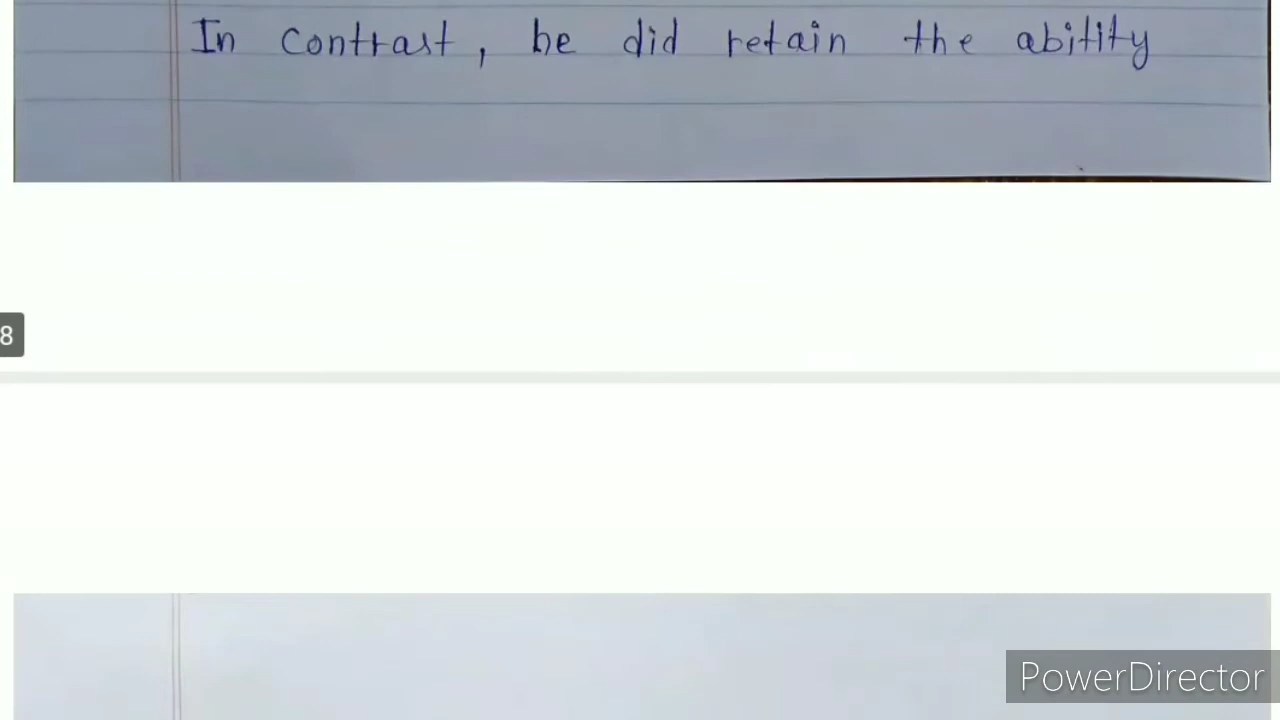 In contrast, he did retain the ability
8
PowerDirector